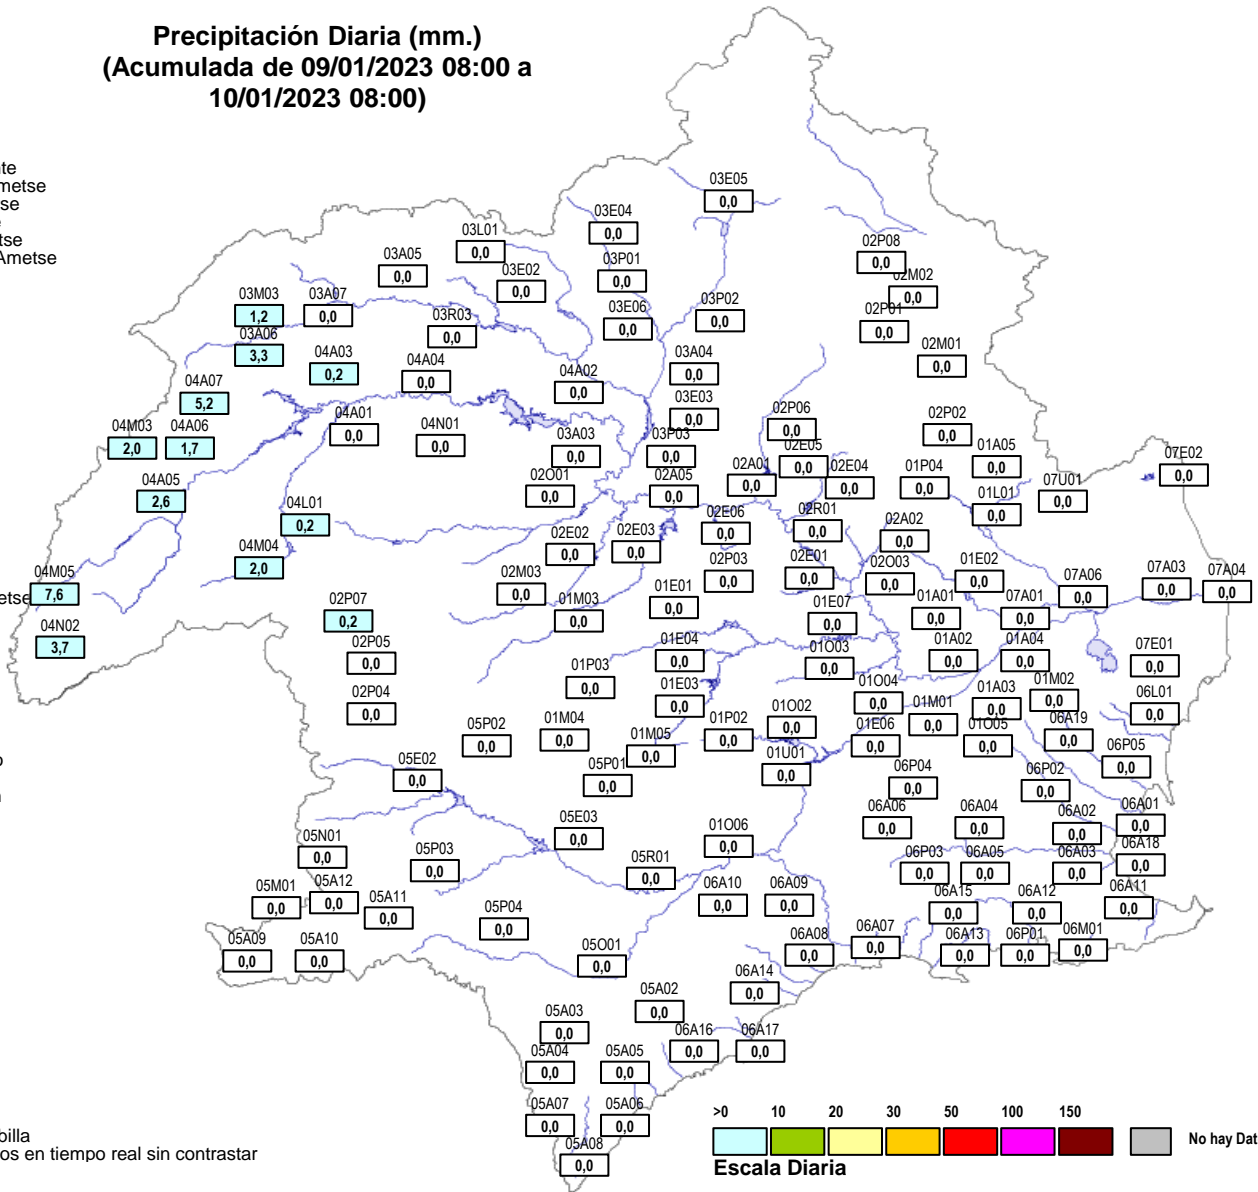 Precipitación Diaria (mm.)
(Acumulada de 09/01/2023 08:00 a
10/01/2023 08:00)
nte
metse
tse
e
tse
Ametse
03E05
0,0
03E04
0,0
03L01
0,0
03A05
0,0
03P01
0,0
03E02
0,0
02P08
0,0
02M02
0,0
03M03
1,2
03A07
0,0
03R03
0,0
03E06
0,0
03P02
0,0
02P01
0,0
03A06
3,3
04A03
0,2
04A04
0,0
04A02
0,0
03A04
0,0
02M01
0,0
04A07
5,2
03E03
0,0
04M03
2,0
04A06
1,7
04A01
0,0
04N01
0,0
03A03
0,0
03P03
0,0
02P06
0,0
02P02
0,0
02E05
0,0
01A05
0,0
07E02
0,0
04A05
2,6
02O01
0,0
02A05
0,0
02A01
0,0
02E04
0,0
01P04
0,0
07U01
0,0
01L01
0,0
04L01
0,2
02E06
0,0
02R01
0,0
02A02
0,0
04M04
2,0
02E02
0,0
02E03
0,0
04M05
7,6
etse
02M03
0,0
02P03
0,0
02E01
0,0
02O03
0,0
01E02
0,0
07A06
0,0
07A03
0,0
07A04
0,0
02P07
0,2
01M03
0,0
01E01
0,0
01E07
0,0
01A01
0,0
07A01
0,0
04N02
3,7
02P05
0,0
01E04
0,0
01O03
0,0
01A02
0,0
01A04
0,0
07E01
0,0
01P03
0,0
02P04
0,0
01E03
0,0
01O04
0,0
01A03
0,0
01M02
0,0
06L01
0,0
05P02
0,0
01M04
0,0
01M05
0,0
01P02
0,0
01O02
0,0
01E06
0,0
01M01
0,0
01O05
0,0
06A19
0,0
06P05
0,0
o
05E02
0,0
05P01
0,0
01U01
0,0
06P04
0,0
06P02
0,0
05E03
0,0
01O06
0,0
06A06
0,0
06A04
0,0
06A02
0,0
06A01
0,0
05N01
0,0
05P03
0,0
05R01
0,0
06P03
0,0
06A05
0,0
06A03
0,0
06A18
0,0
05M01
0,0
05A12
0,0
05A11
0,0
06A10
0,0
06A09
0,0
06A15
0,0
06A12
0,0
06A11
0,0
05P04
0,0
05A09
0,0
05A10
0,0
05O01
0,0
06A08
0,0
06A07
0,0
06A13
0,0
06P01
0,0
06M01
0,0
06A14
0,0
05A02
0,0
05A03
0,0
06A16
0,0
06A17
0,0
05A04
0,0
05A05
0,0
05A07
0,0
05A06
0,0
05A08
0,0
billa
os en tiempo real sin contrastar
>0 10 20 30 50 100 150
No hay Dat
Escala Diaria